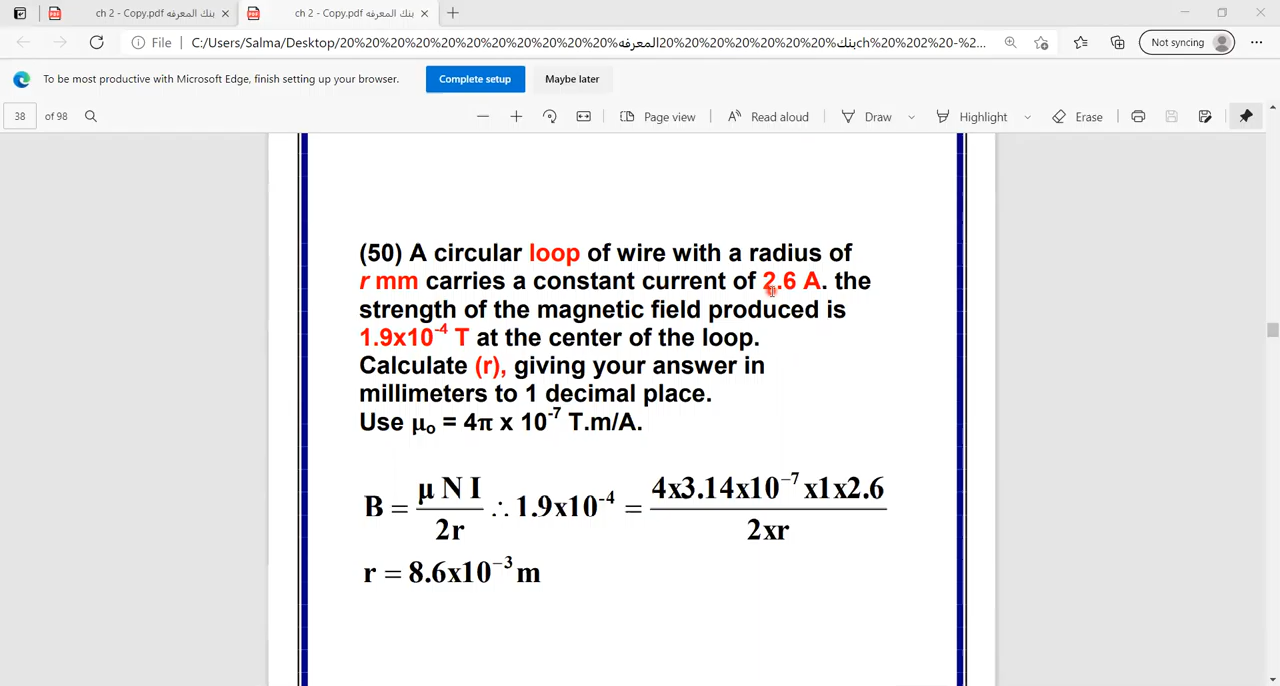 ch 2 - Copy.pdf بنك المعرفه
ch 2 - Copy.pdf بنك المعرفه
File C:/Users/Salma/Desktop/20%20%20%20%20%20%20%20%20%20%20المعرفه%20%20%20%20%20%20%20بنكch%20%202%20-%2...
Not syncing
To be most productive with Microsoft Edge, finish setting up your browser.
Complete setup
Maybe later
38 of 98
Page view
Read aloud
Draw
Highlight
Erase
(50) A circular loop of wire with a radius of
r mm carries a constant current of 2.6 A. the
strength of the magnetic field produced is
1.9x10⁻⁴ T at the center of the loop.
Calculate (r), giving your answer in
millimeters to 1 decimal place.
Use μₒ = 4π x 10⁻⁷ T.m/A.
B = μ N I / 2r ∴ 1.9x10⁻⁴ = 4x3.14x10⁻⁷x1x2.6 / 2xr
r = 8.6x10⁻³ m